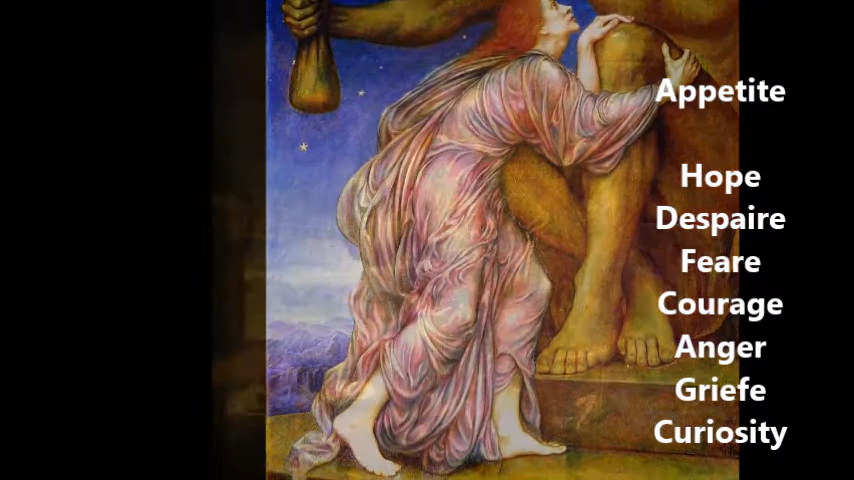 Appetite
Hope
Despaire
Feare
Courage
Anger
Griefe
Curiosity